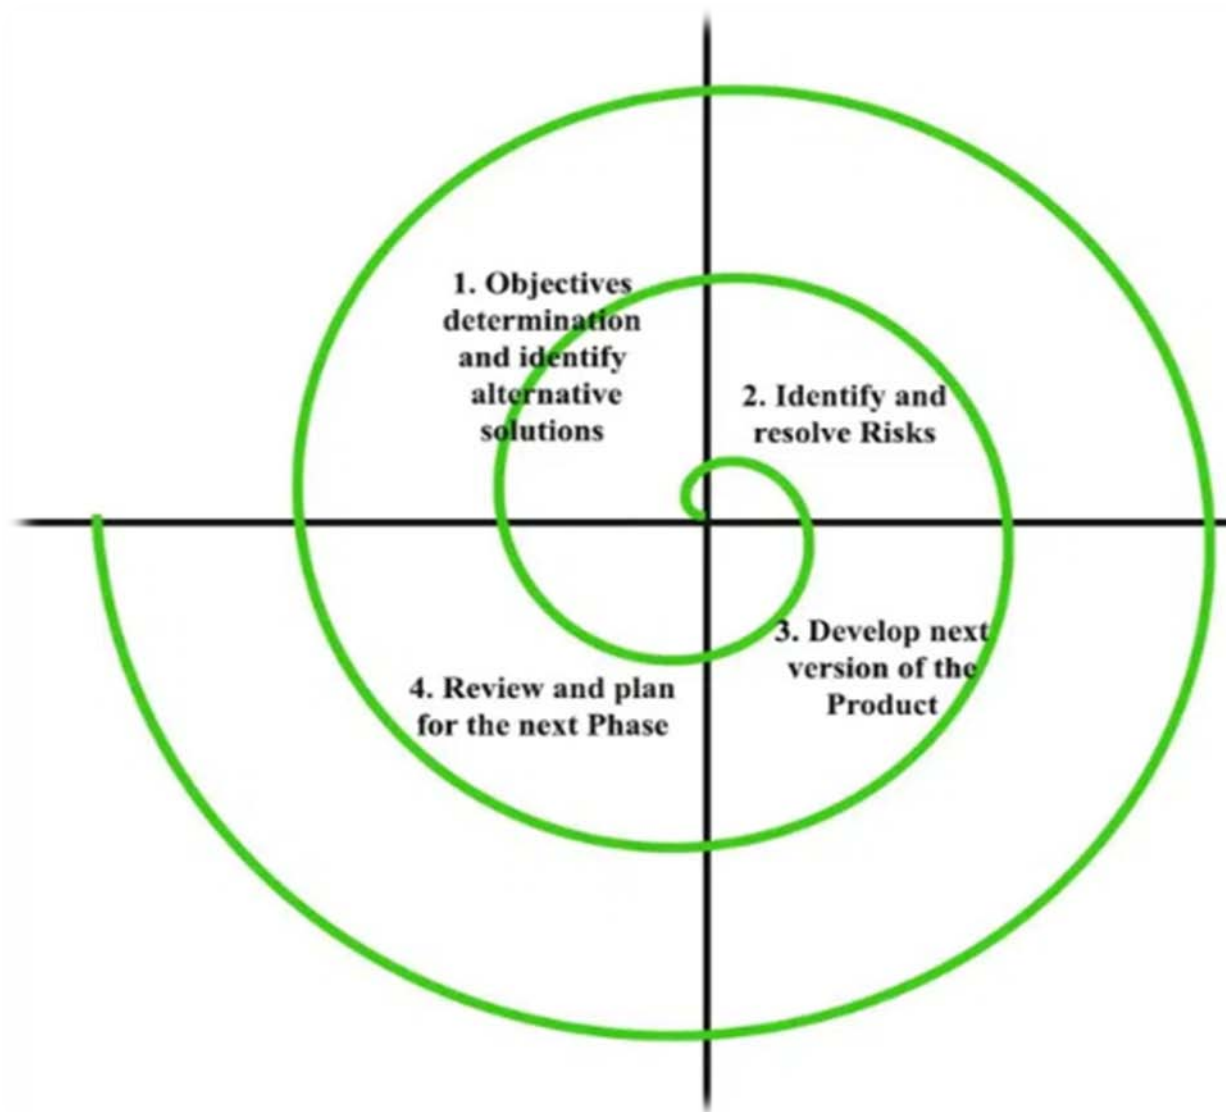 1. Objectives
determination
and identify
alternative
solutions
2. Identify and
resolve Risks
3. Develop next
version of the
Product
4. Review and plan
for the next Phase